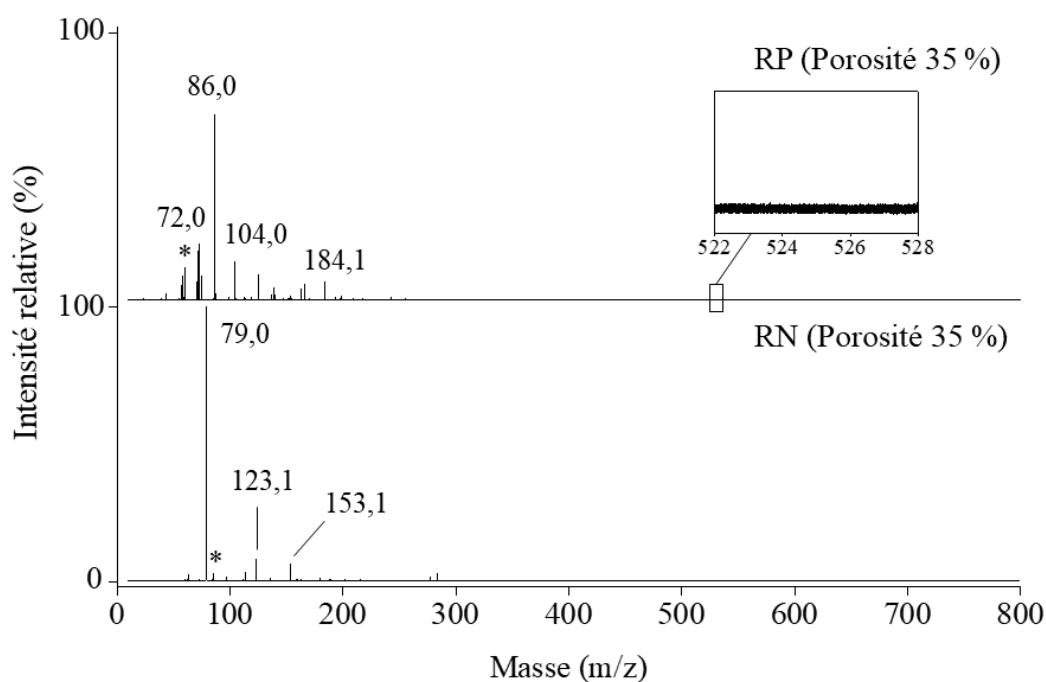 100
RP (Porosité 35 %)
86,0
72,0
*
104,0
184,1
522 524 526 528
100
79,0
RN (Porosité 35 %)
123,1
153,1
*
0
0 100 200 300 400 500 600 700 800
Masse (m/z)
Intensité relative (%)